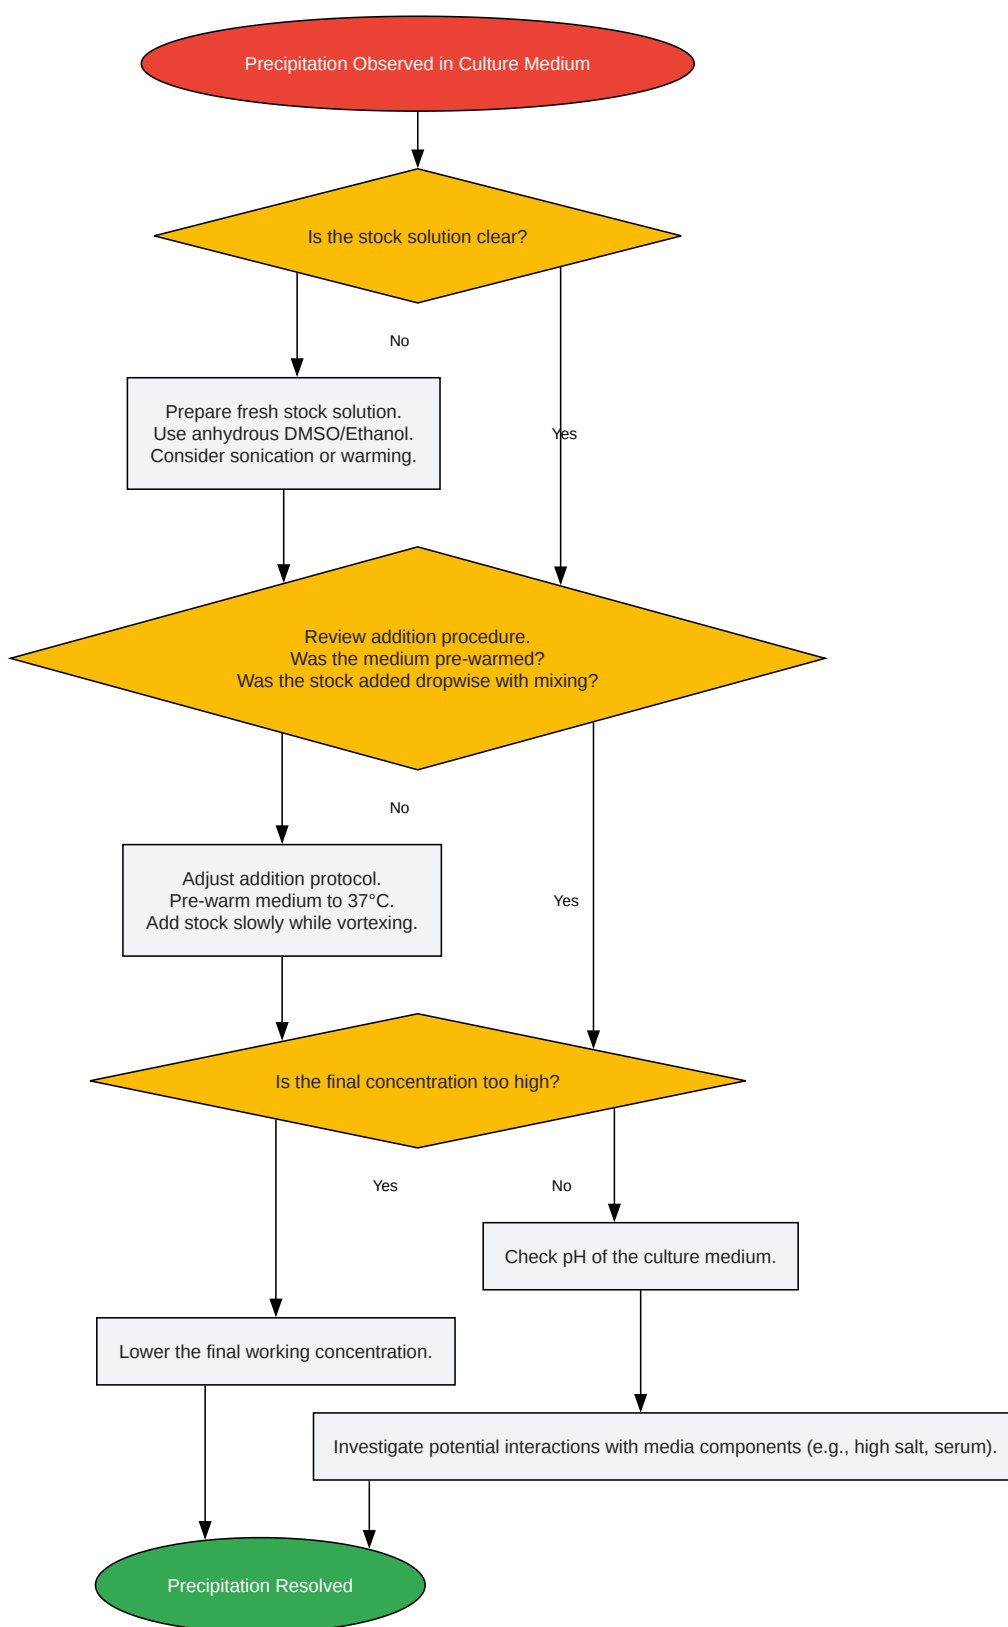 Precipitation Observed in Culture Medium
Is the stock solution clear?
No
Prepare fresh stock solution.
Use anhydrous DMSO/Ethanol.
Consider sonication or warming.
Yes
Review addition procedure.
Was the medium pre-warmed?
Was the stock added dropwise with mixing?
No
Adjust addition protocol.
Pre-warm medium to 37°C.
Add stock slowly while vortexing.
Yes
Is the final concentration too high?
Yes
No
Check pH of the culture medium.
Lower the final working concentration.
Investigate potential interactions with media components (e.g., high salt, serum).
Precipitation Resolved